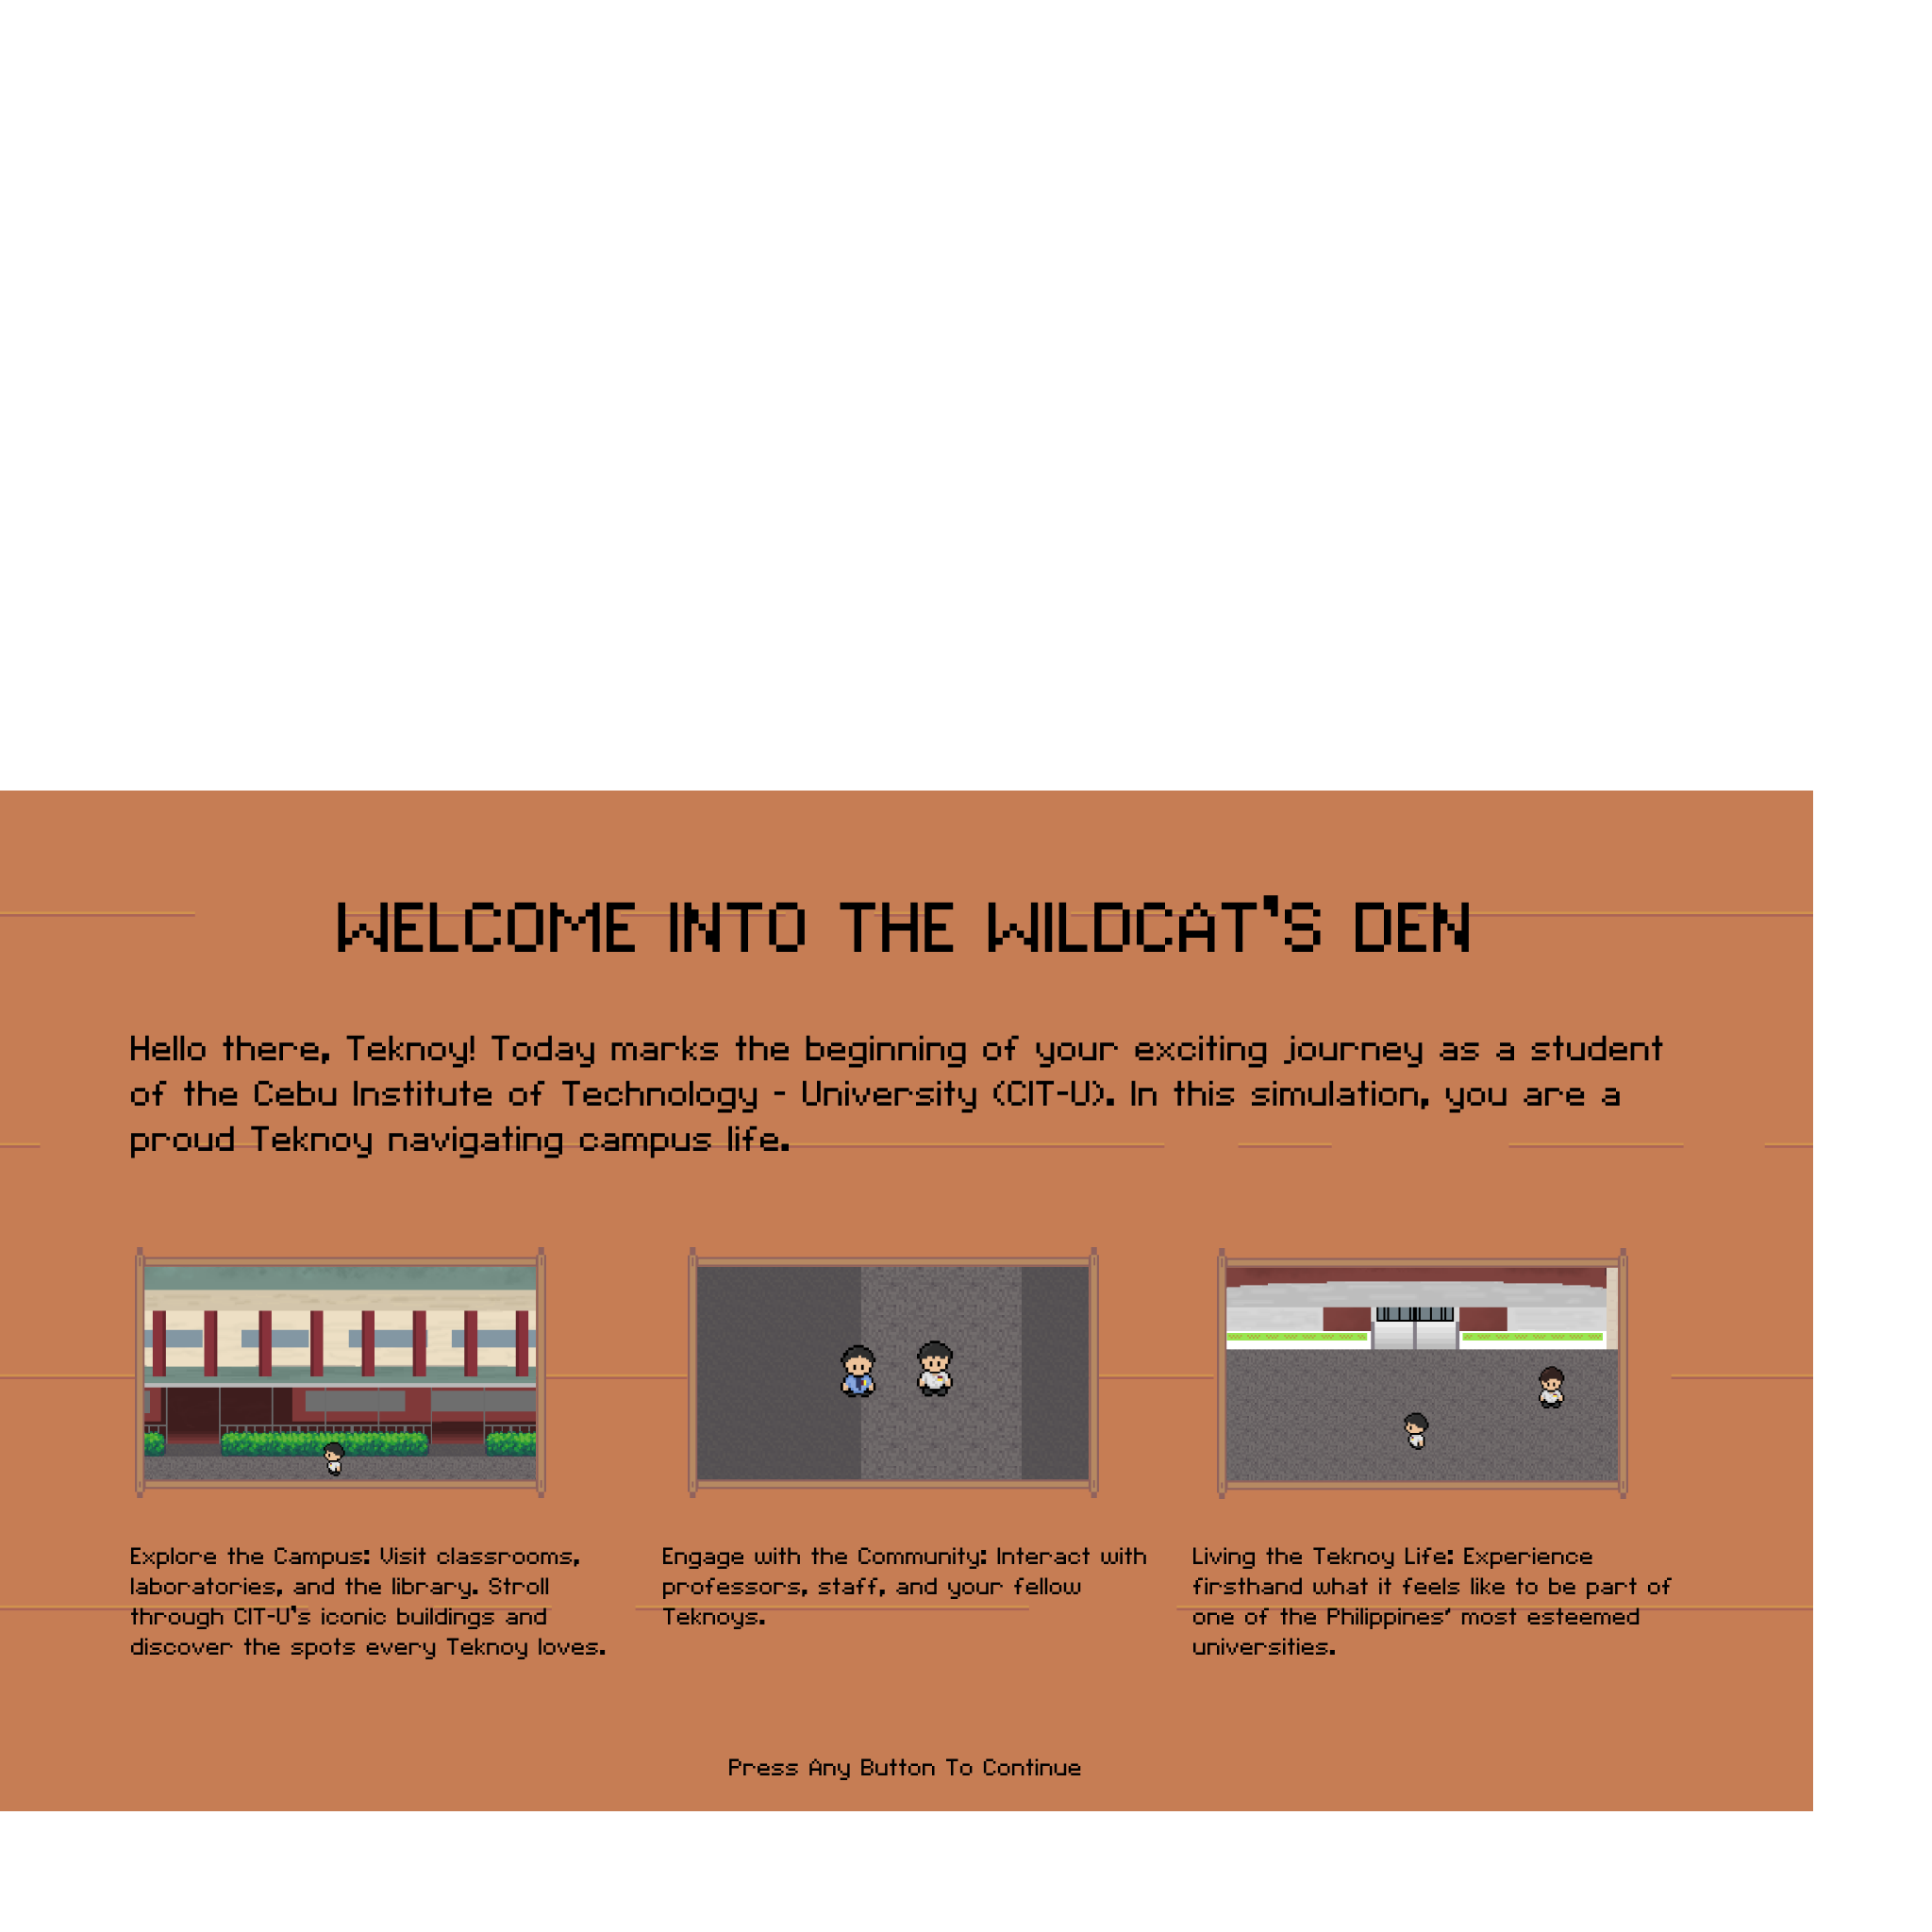 WELCOME INTO THE WILDCAT'S DEN
Hello there, Teknoy! Today marks the beginning of your exciting journey as a student
of the Cebu Institute of Technology - University (CIT-U). In this simulation, you are a
proud Teknoy navigating campus life.
Explore the Campus: Visit classrooms,
laboratories, and the library. Stroll
through CIT-U's iconic buildings and
discover the spots every Teknoy loves.
Engage with the Community: Interact with
professors, staff, and your fellow
Teknoys.
Living the Teknoy Life: Experience
firsthand what it feels like to be part of
one of the Philippines’ most esteemed
universities.
Press Any Button To Continue